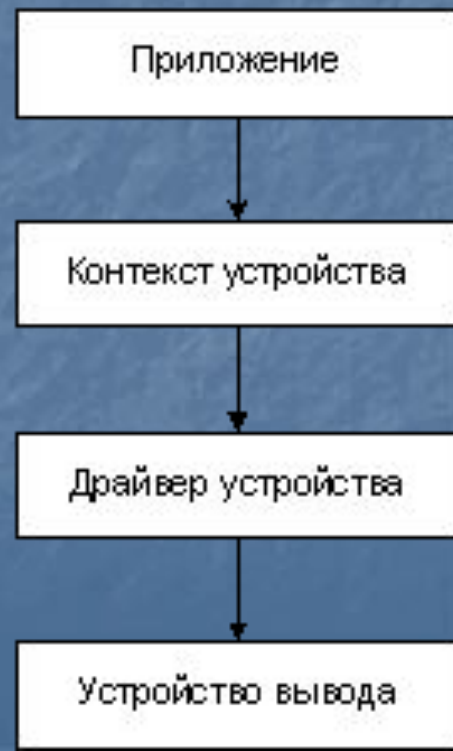 Приложение
Контекст устройства
Драйвер устройства
Устройство вывода